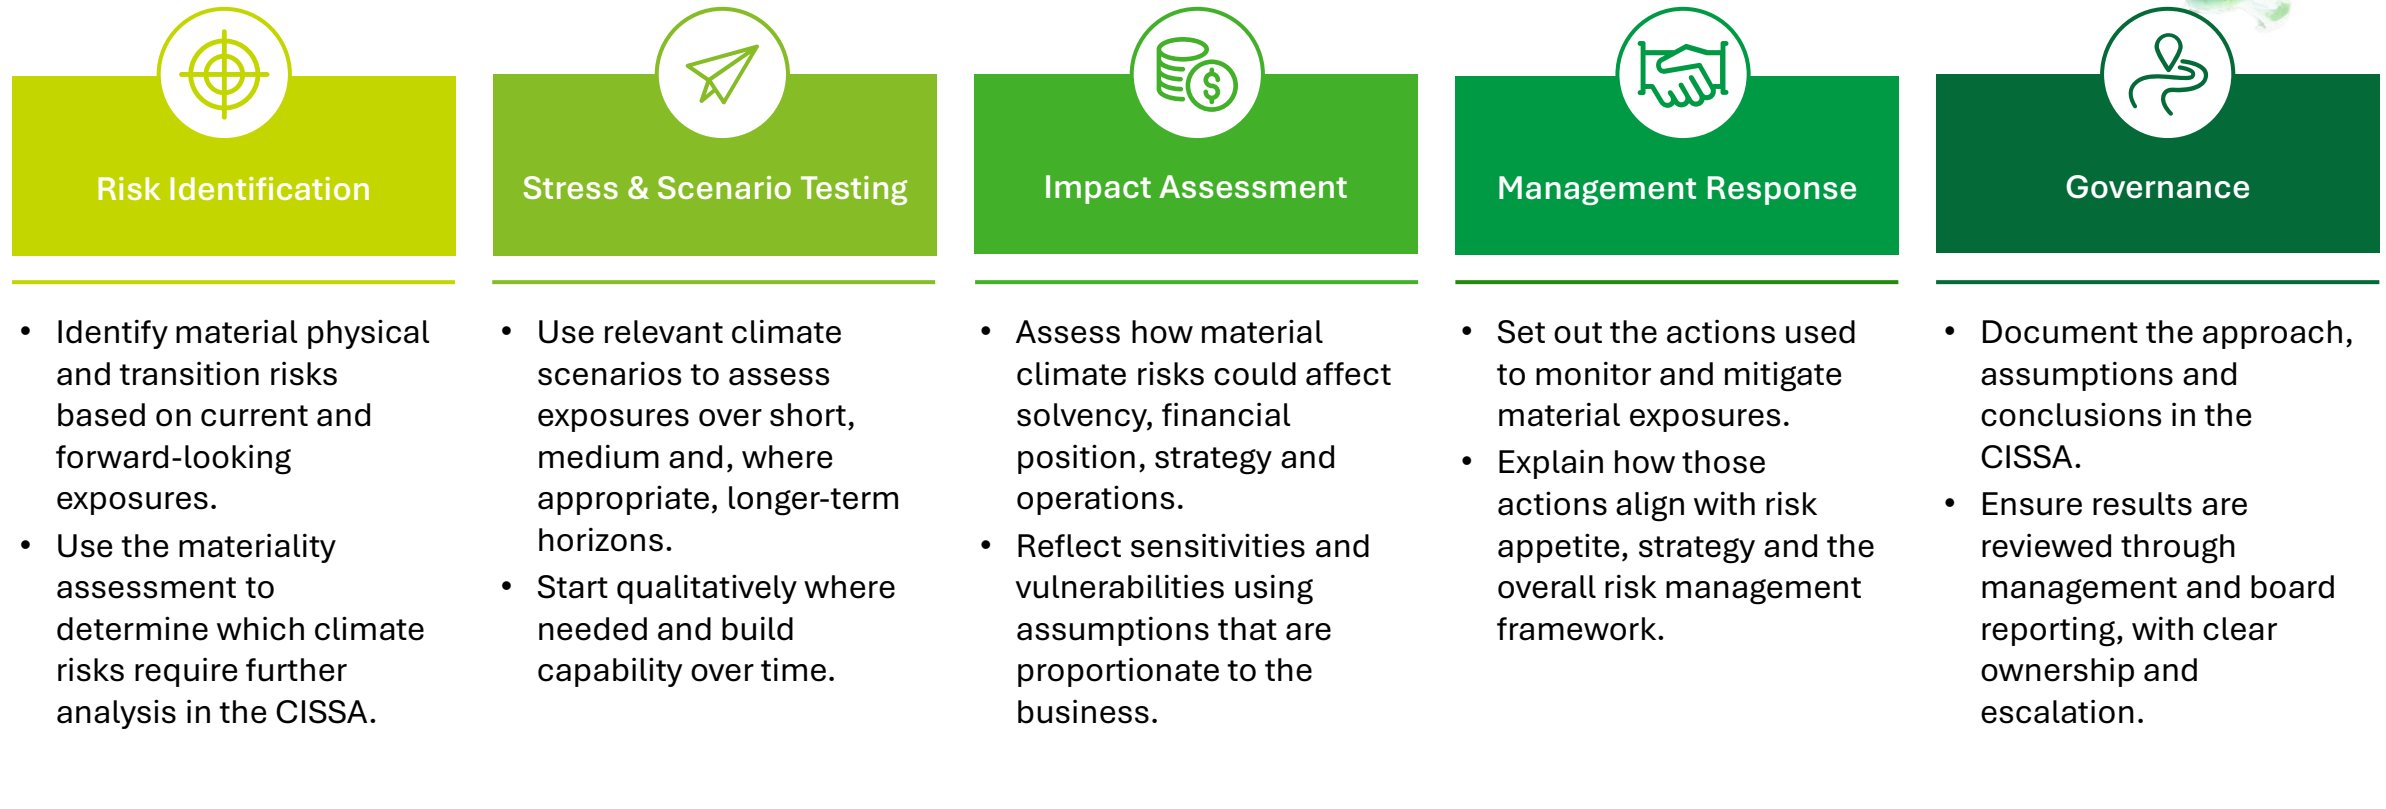 Risk Identification
• Identify material physical
and transition risks
based on current and
forward-looking
exposures.
• Use the materiality
assessment to
determine which climate
risks require further
analysis in the CISSA.
Stress & Scenario Testing
• Use relevant climate
scenarios to assess
exposures over short,
medium and, where
appropriate, longer-term
horizons.
• Start qualitatively where
needed and build
capability over time.
Impact Assessment
• Assess how material
climate risks could affect
solvency, financial
position, strategy and
operations.
• Reflect sensitivities and
vulnerabilities using
assumptions that are
proportionate to the
business.
Management Response
• Set out the actions used
to monitor and mitigate
material exposures.
• Explain how those
actions align with risk
appetite, strategy and the
overall risk management
framework.
Governance
• Document the approach,
assumptions and
conclusions in the
CISSA.
• Ensure results are
reviewed through
management and board
reporting, with clear
ownership and
escalation.